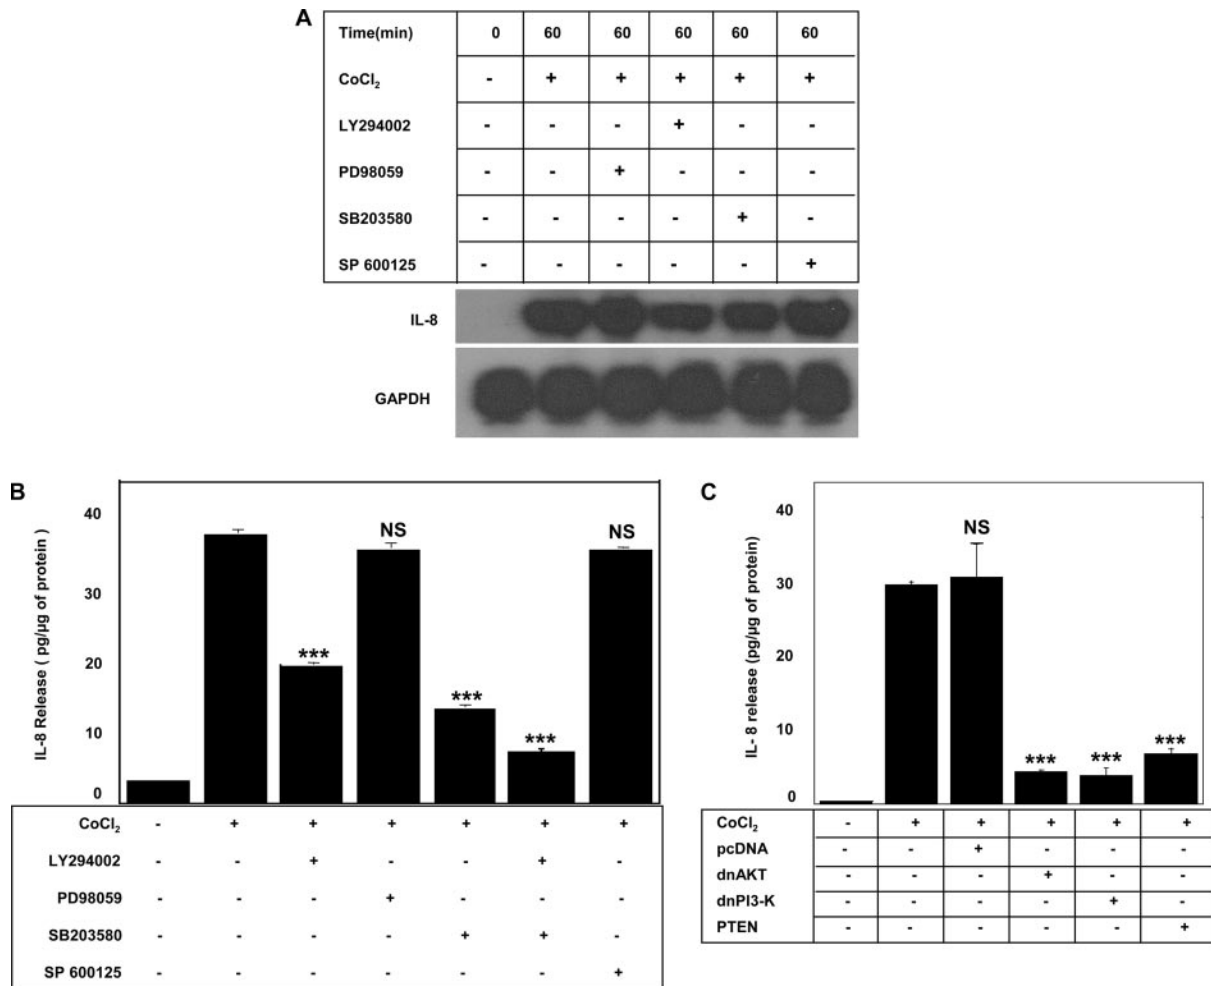 A
Time(min) 0 60 60 60 60 60
CoCl₂ - + + + + +
LY294002 - - - + - -
PD98059 - - + - - -
SB203580 - - - - + -
SP 600125 - - - - - +
IL-8
GAPDH
B
IL-8 Release ( pg/µg of protein )
40
30
20
10
0
*** NS *** *** NS
CoCl₂ - + + + + + +
LY294002 - - + - - + -
PD98059 - - - + - - -
SB203580 - - - - + + -
SP 600125 - - - - - - +
C
IL- 8 release (pg/µg of protein)
40
30
20
10
0
NS *** *** ***
CoCl₂ - + + + + +
pcDNA - - + - - -
dnAKT - - - + - -
dnPI3-K - - - - + -
PTEN - - - - - +